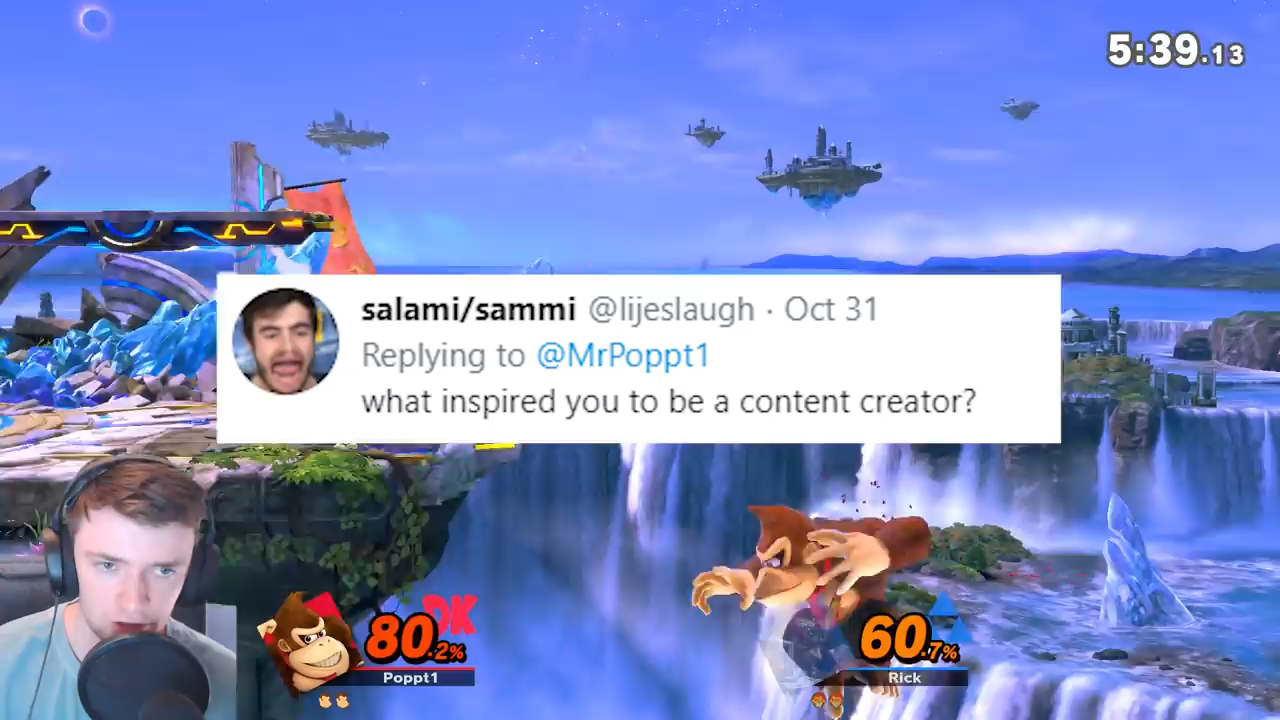 5:39.13
salami/sammi @lijeslaugh · Oct 31
Replying to @MrPoppt1
what inspired you to be a content creator?
DK
80.2%
60.7%
Poppt1
Rick